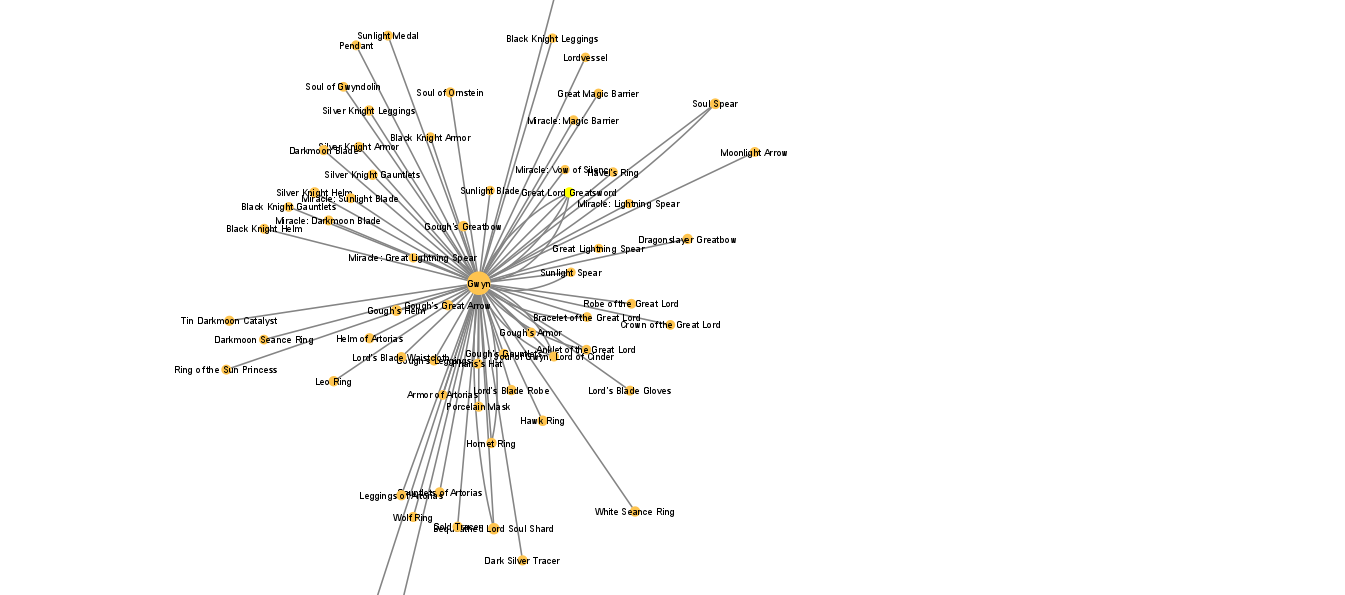 Sunlight Medal
Black Knight Leggings
Pendant
Lordvessel
Soul of Gwyndolin
Soul of Ornstein
Great Magic Barrier
Soul Spear
Silver Knight Leggings
Miracle: Magic Barrier
Black Knight Armor
Silver Knight Armor
Darkmoon Blade
Moonlight Arrow
Miracle: Vow of Silence
Havel's Ring
Silver Knight Gauntlets
Sunlight Blade
Great Lord Greatsword
Silver Knight Helm
Miracle: Sunlight Blade
Miracle: Lightning Spear
Black Knight Gauntlets
Miracle: Darkmoon Blade
Gough's Greatbow
Black Knight Helm
Dragonslayer Greatbow
Great Lightning Spear
Miracle: Great Lightning Spear
Sunlight Spear
Gwyn
Robe of the Great Lord
Gough's Great Arrow
Gough's Helm
Bracelet of the Great Lord
Tin Darkmoon Catalyst
Crown of the Great Lord
Gough's Armor
Darkmoon Seance Ring
Helm of Artorias
Anklet of the Great Lord
Gough's Gauntlets
Lord's Blade Waistcloth
Soul of Gwyn, Lord of Cinder
Gough's Leggings
Pharis's Hat
Ring of the Sun Princess
Leo Ring
Lord's Blade Robe
Lord's Blade Gloves
Armor of Artorias
Porcelain Mask
Hawk Ring
Hornet Ring
Gauntlets of Artorias
Leggings of Artorias
White Seance Ring
Wolf Ring
Gold Tracer
Bequeathed Lord Soul Shard
Dark Silver Tracer